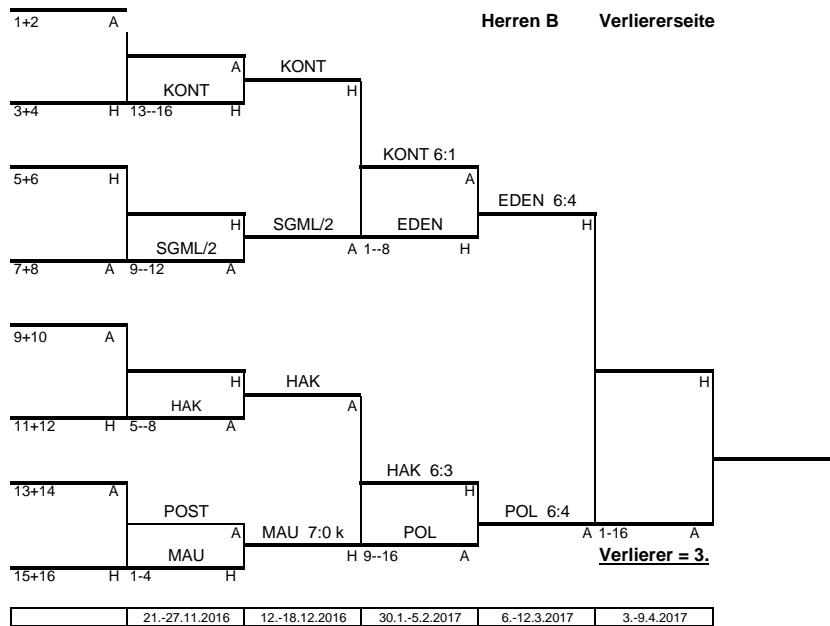 Herren B Verliererseite
1+2 A
A KONT
KONT H
3+4 H 13--16 H
KONT 6:1
5+6 H A
EDEN 6:4
H SGML/2 EDEN H
SGML/2 A 1--8 H
7+8 A 9--12 A
9+10 A
H HAK H
HAK A
11+12 H 5--8 A
HAK 6:3
13+14 A H
POST POL 6:4
A MAU 7:0 k POL A 1-16 A
MAU H 9--16 A Verlierer = 3.
15+16 H 1-4 H
21.-27.11.2016 12.-18.12.2016 30.1.-5.2.2017 6.-12.3.2017 3.-9.4.2017